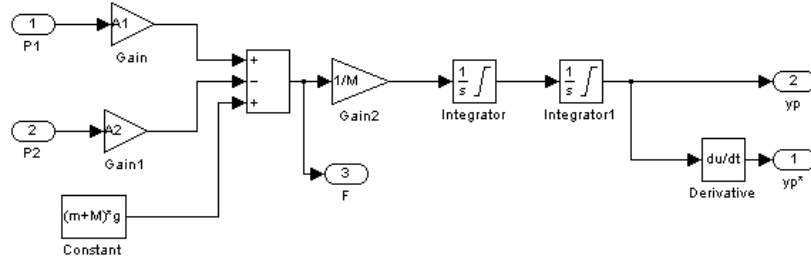 1
P1
A1
Gain
2
P2
A2
Gain1
(m+M)*g
Constant
+
−
+
1/M
Gain2
3
F
1
s
Integrator
1
s
Integrator1
2
yp
du/dt
Derivative
1
yp*